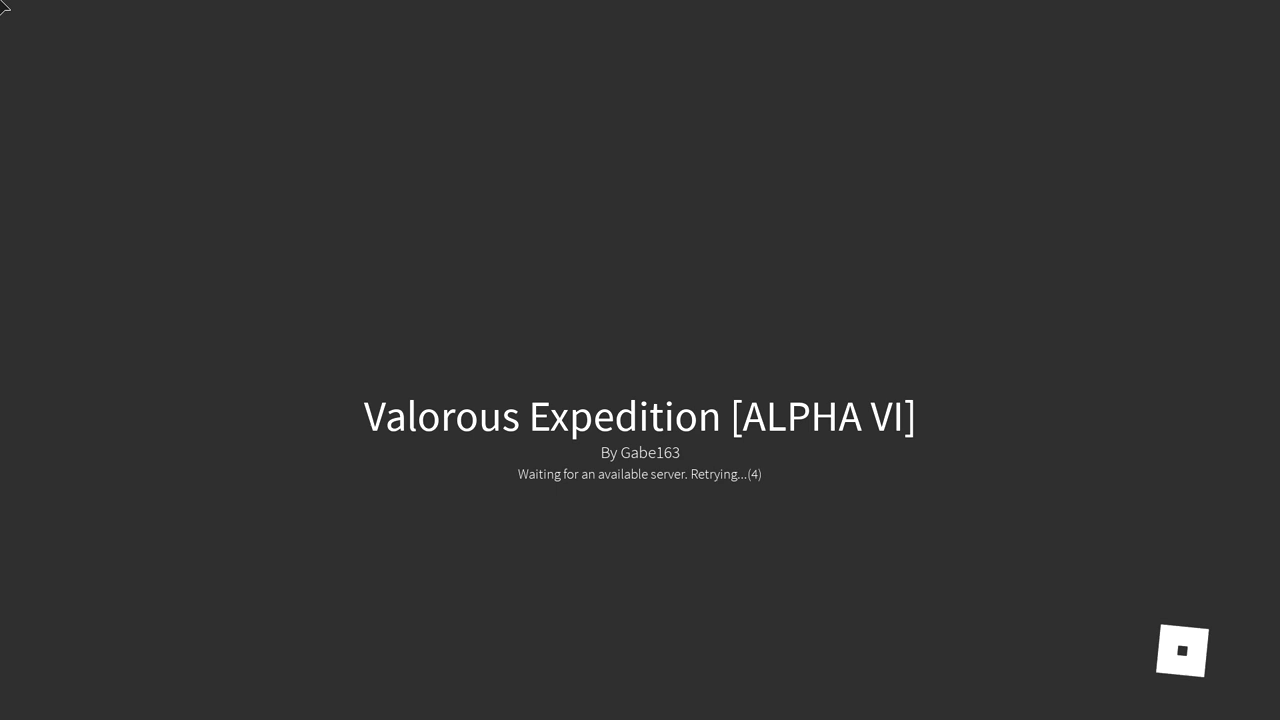 Valorous Expedition [ALPHA VI]
By Gabe163
Waiting for an available server. Retrying...(4)